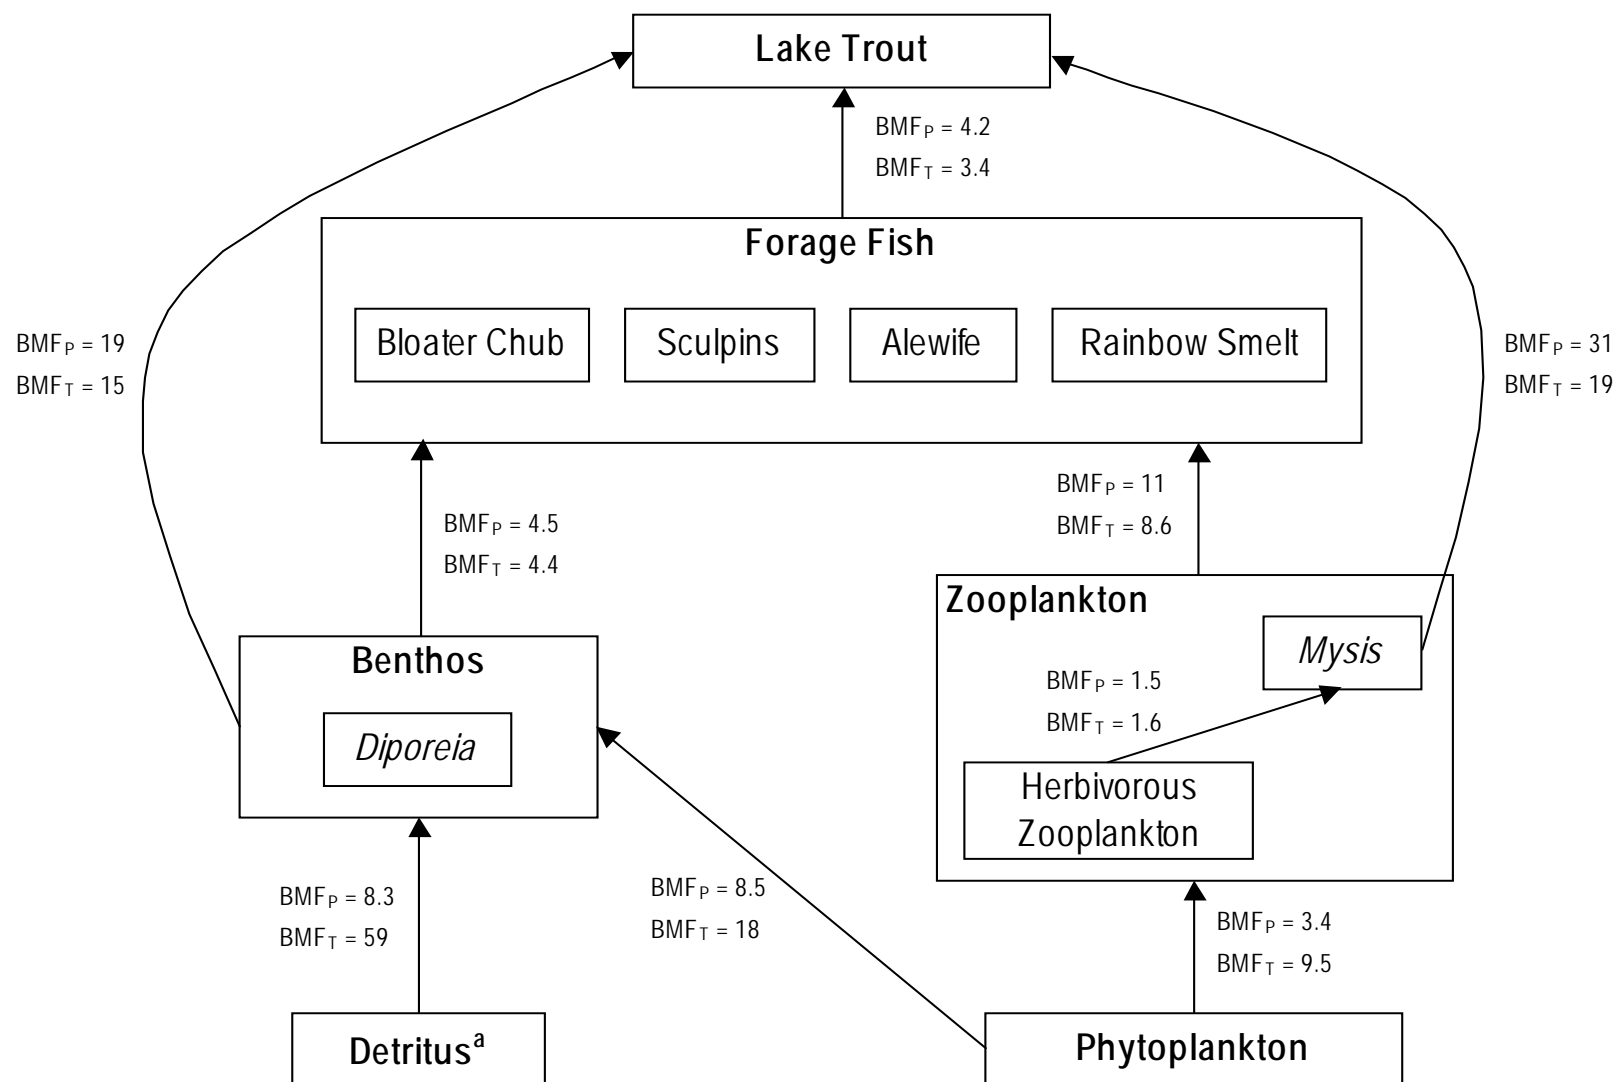 Lake Trout
BMFP = 4.2
BMFT = 3.4
Forage Fish
Bloater Chub
Sculpins
Alewife
Rainbow Smelt
BMFP = 19
BMFT = 15
BMFP = 31
BMFT = 19
BMFP = 4.5
BMFT = 4.4
BMFP = 11
BMFT = 8.6
Benthos
Diporeia
Zooplankton
Mysis
BMFP = 1.5
BMFT = 1.6
Herbivorous
Zooplankton
BMFP = 8.3
BMFT = 59
BMFP = 8.5
BMFT = 18
BMFP = 3.4
BMFT = 9.5
Detritusa
Phytoplankton